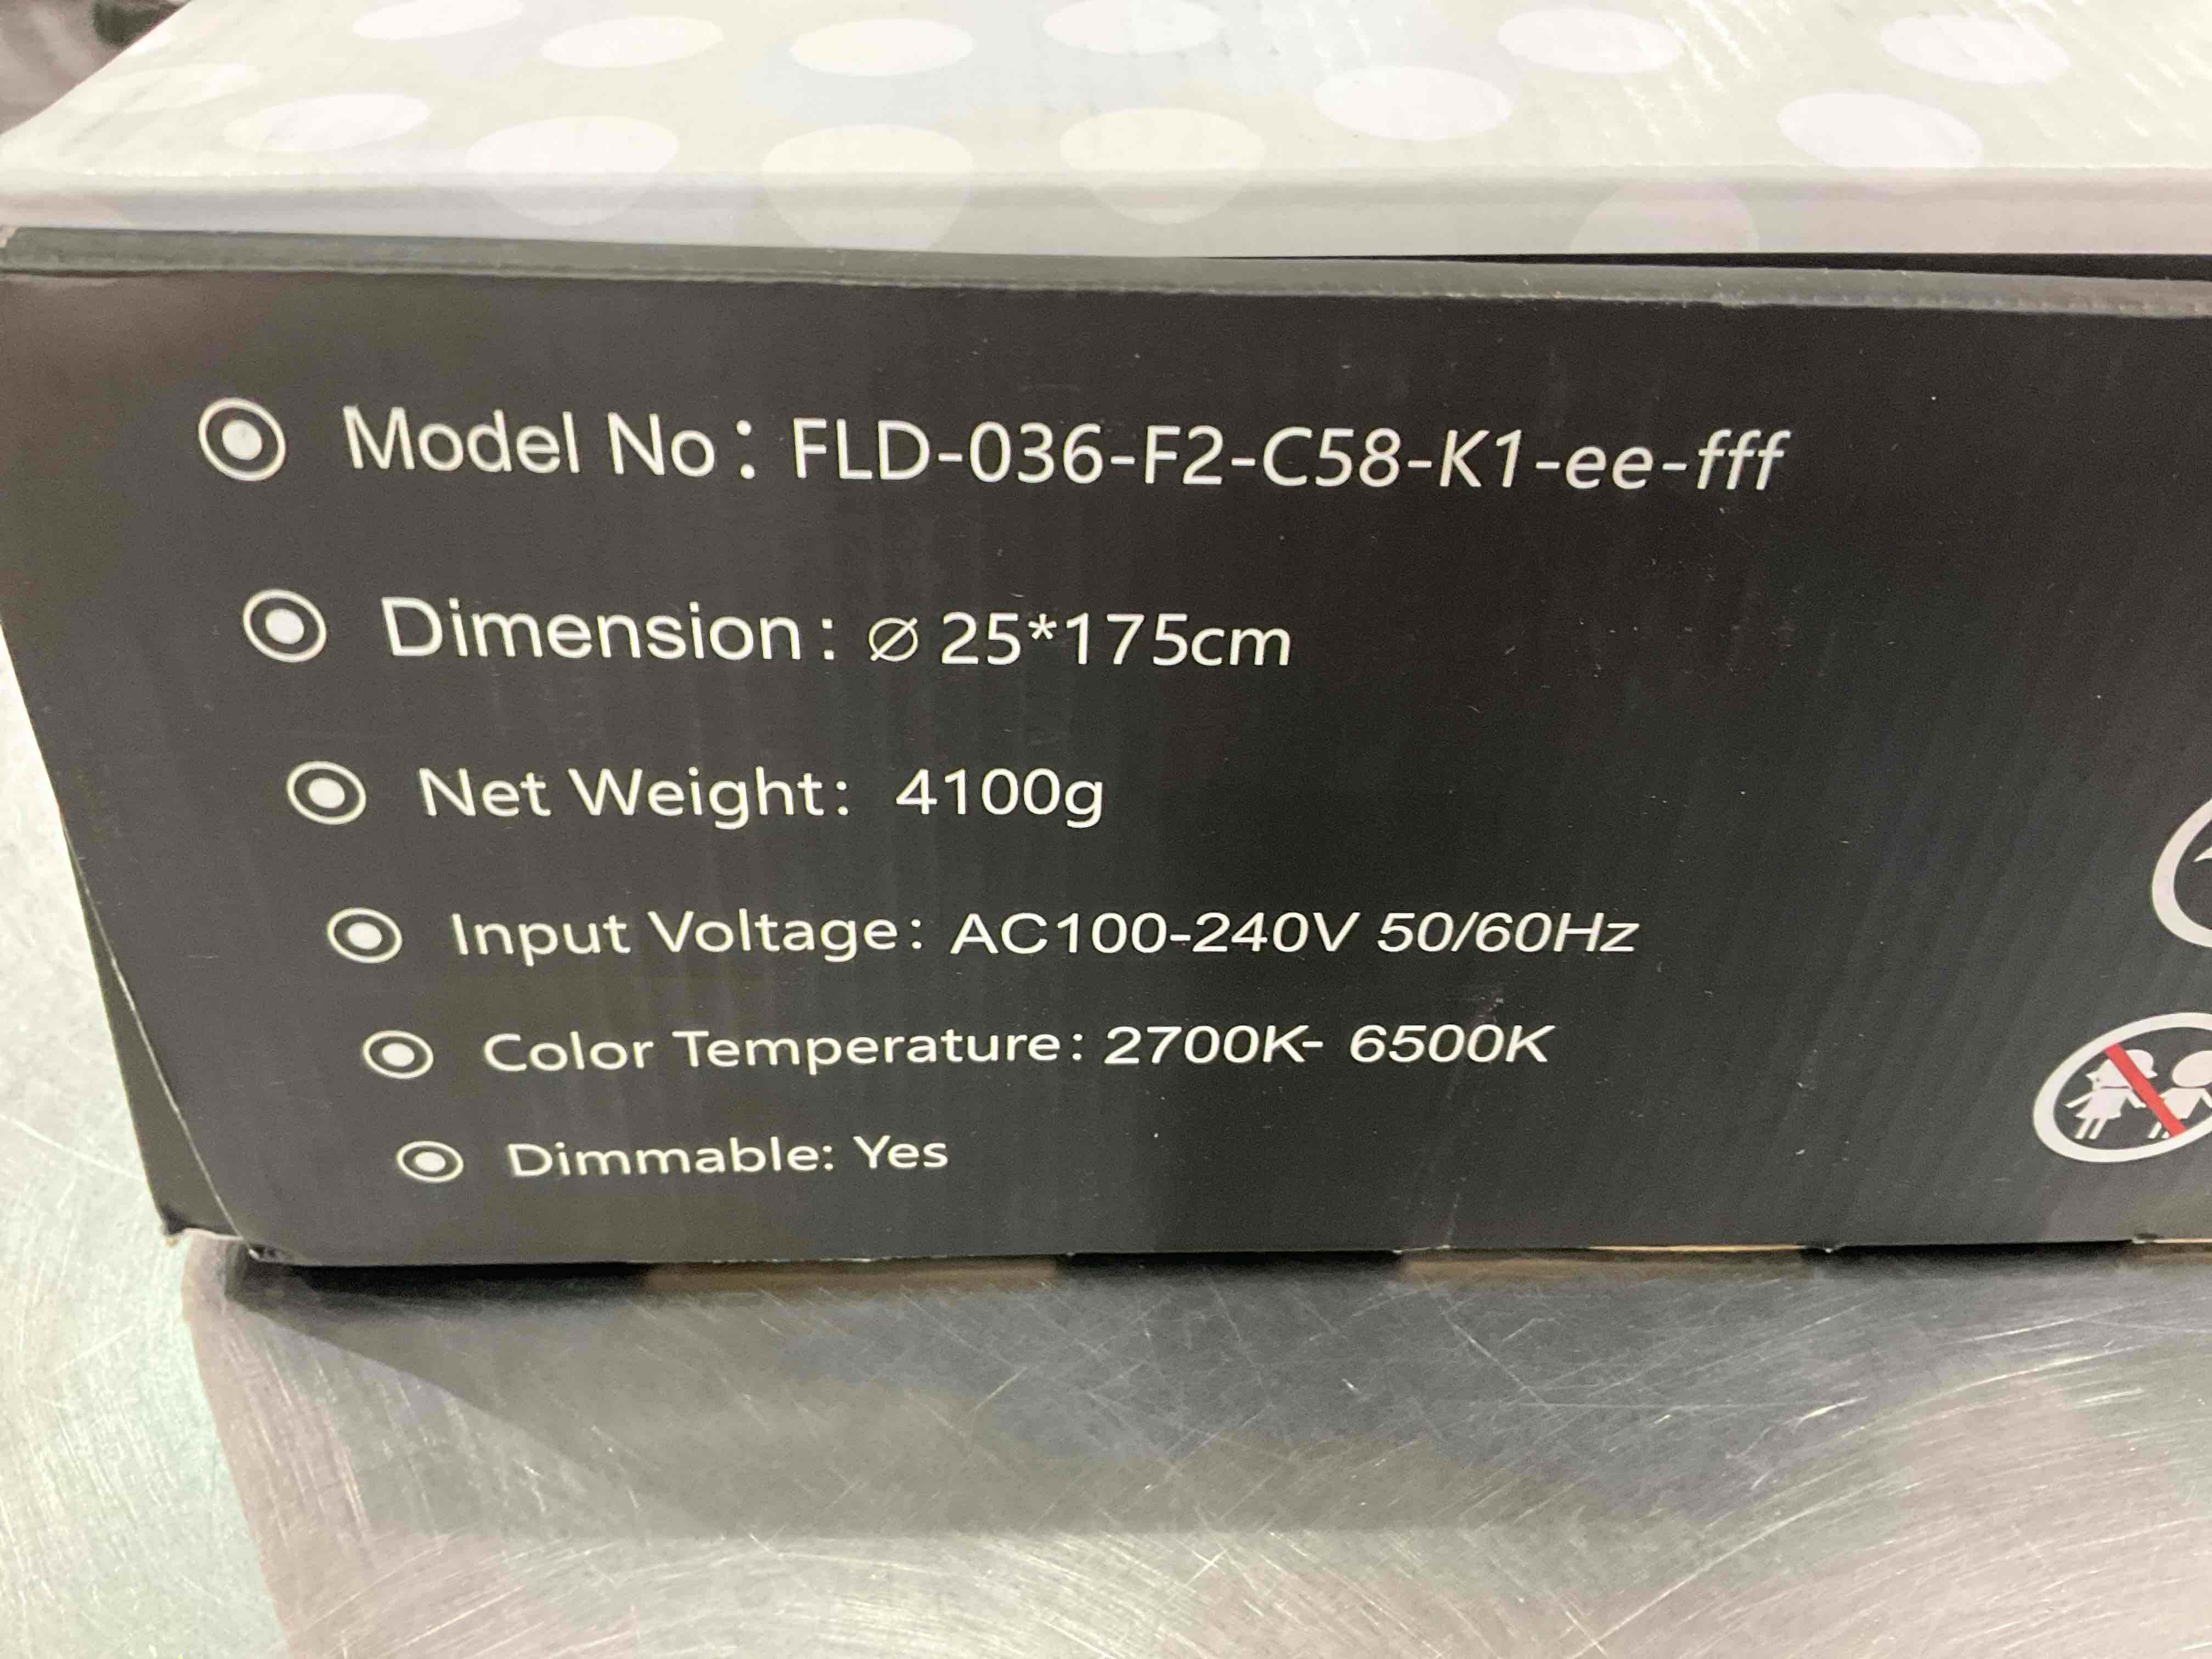 Model No: FLD-036-F2-C58-K1-ee-fff
Dimension: ⌀ 25*175cm
Net Weight: 4100g
Input Voltage: AC100-240V 50/60Hz
Color Temperature: 2700K- 6500K
Dimmable: Yes